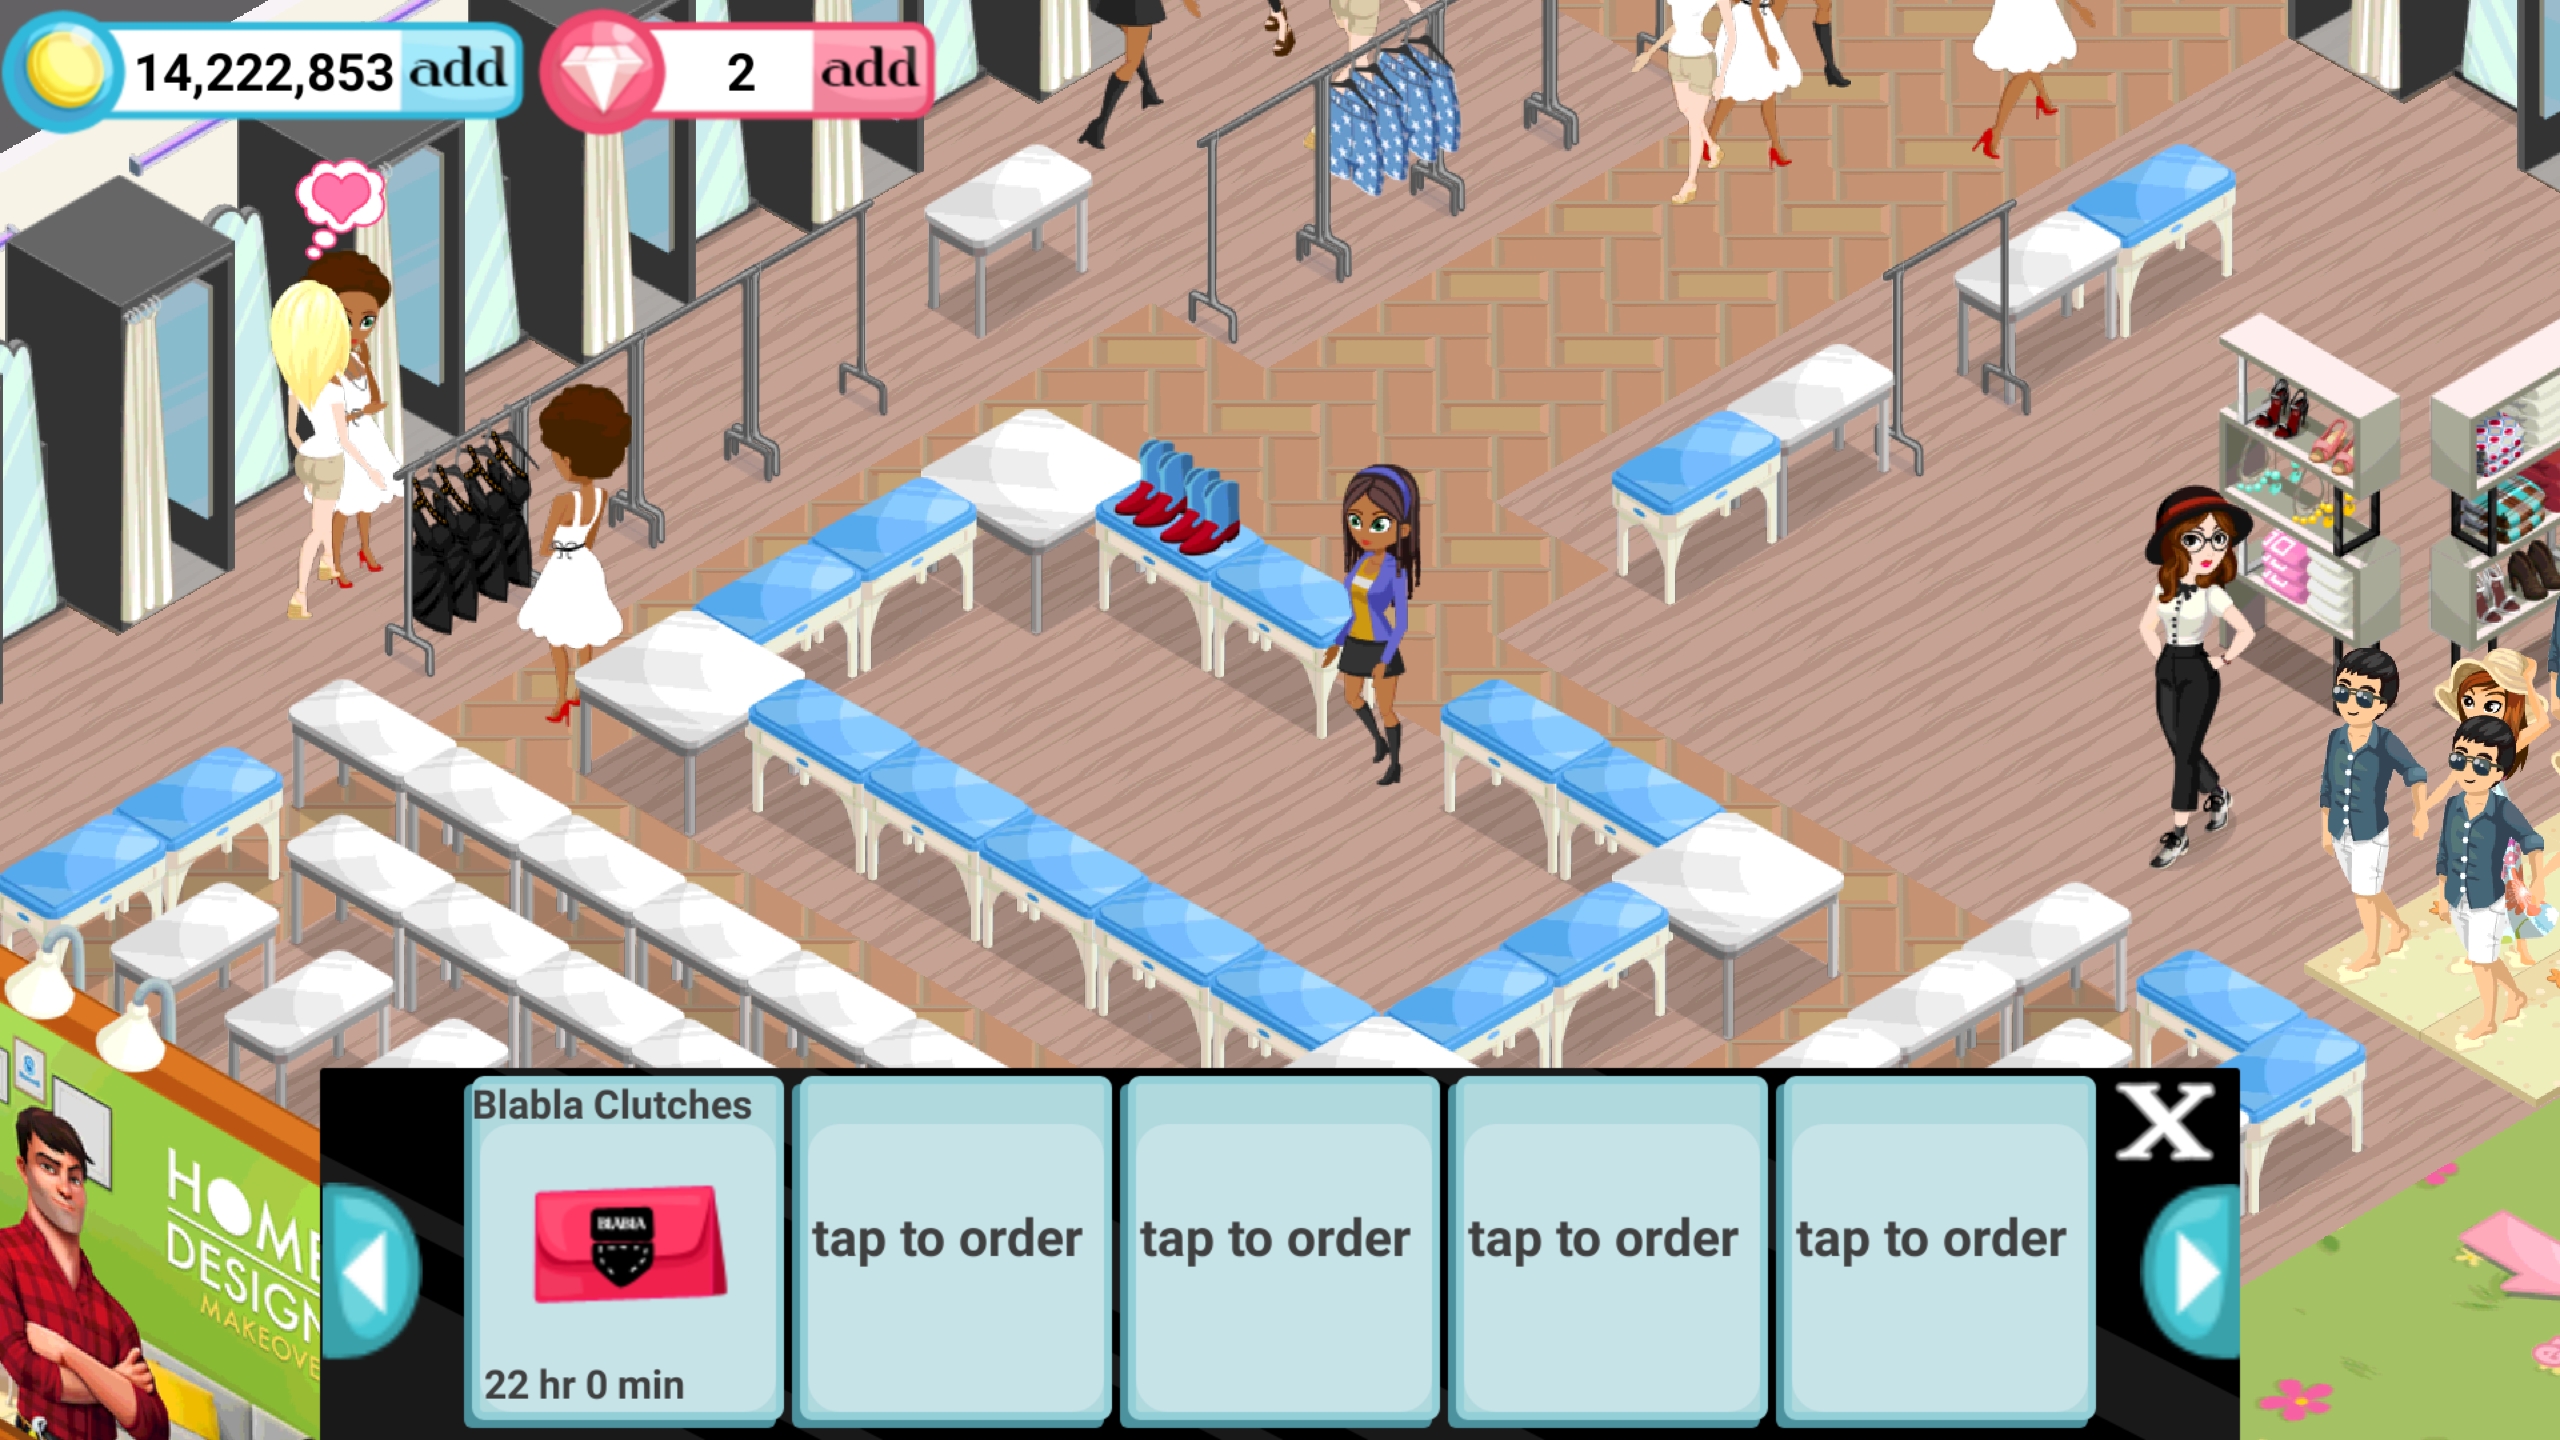 14,222,853 add
2 add
Blabla Clutches
BLABLA
22 hr 0 min
tap to order
tap to order
tap to order
tap to order
X
HOME
DESIGN
MAKEOVE